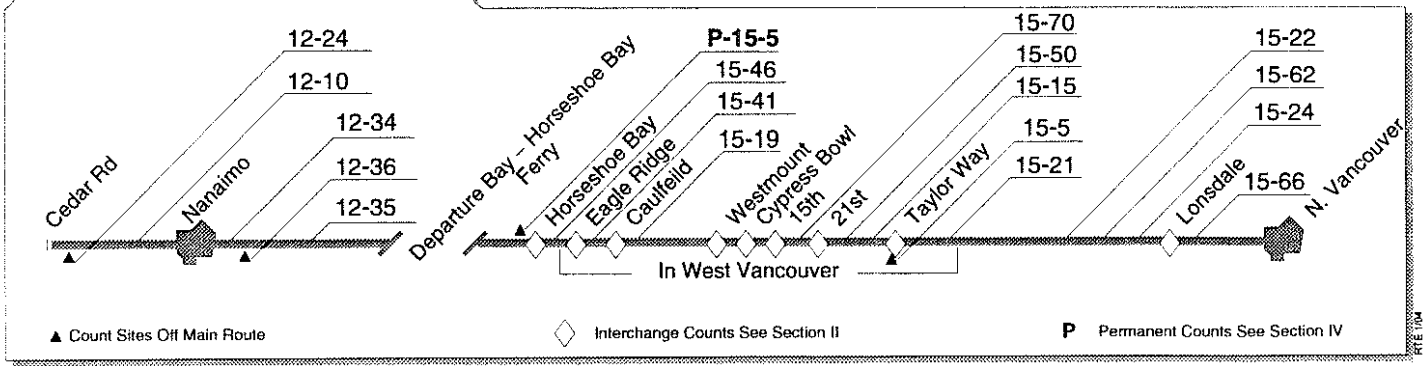 12-24
12-10
12-34
12-36
12-35
Cedar Rd
Nanaimo
Departure Bay – Horseshoe Bay
Ferry
P-15-5
15-46
15-41
15-19
Horseshoe Bay
Eagle Ridge
Caulfeild
Westmount
Cypress Bowl
15th
21st
Taylor Way
15-70
15-50
15-15
15-5
15-21
15-22
15-62
15-24
15-66
Lonsdale
N. Vancouver
In West Vancouver
▲ Count Sites Off Main Route
◇ Interchange Counts See Section II
P Permanent Counts See Section IV
RTE 1/04